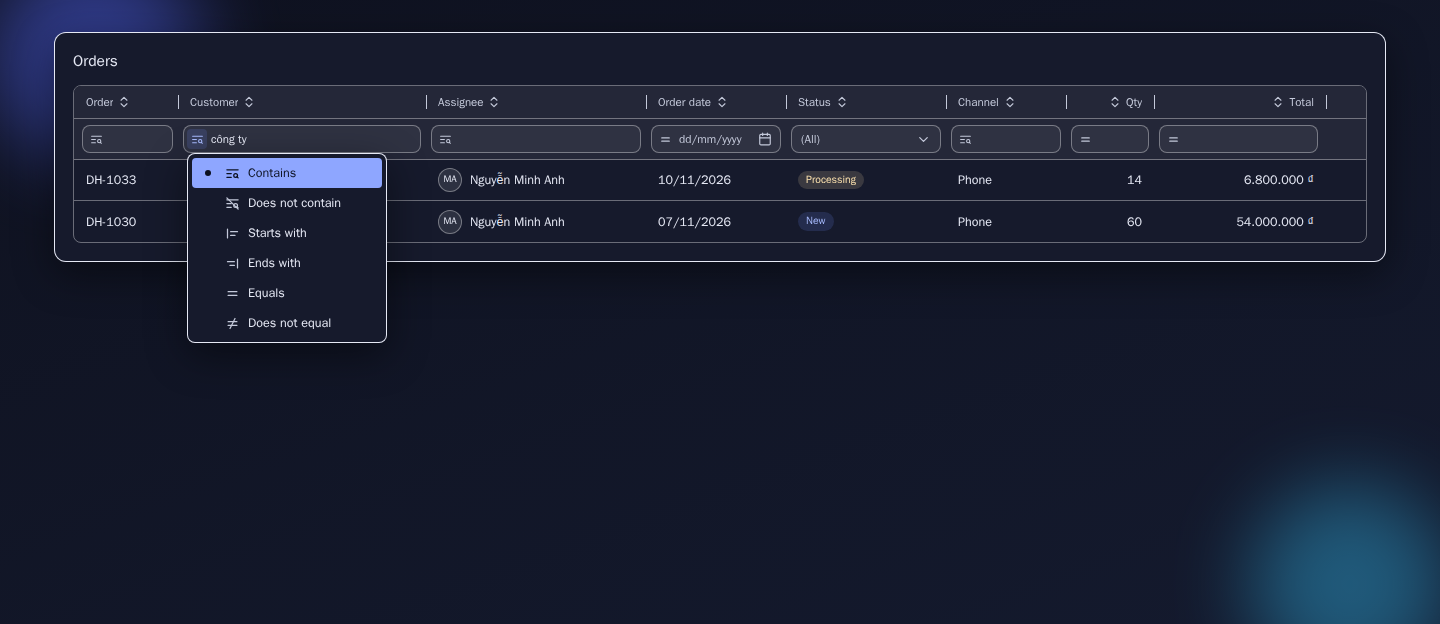 Orders
Order Customer Assignee Order date Status Channel Qty Total
công ty dd/mm/yyyy (All)
DH-1033 MA Nguyễn Minh Anh 10/11/2026 Processing Phone 14 6.800.000 ₫
DH-1030 MA Nguyễn Minh Anh 07/11/2026 New Phone 60 54.000.000 ₫
Contains
Does not contain
Starts with
Ends with
Equals
Does not equal